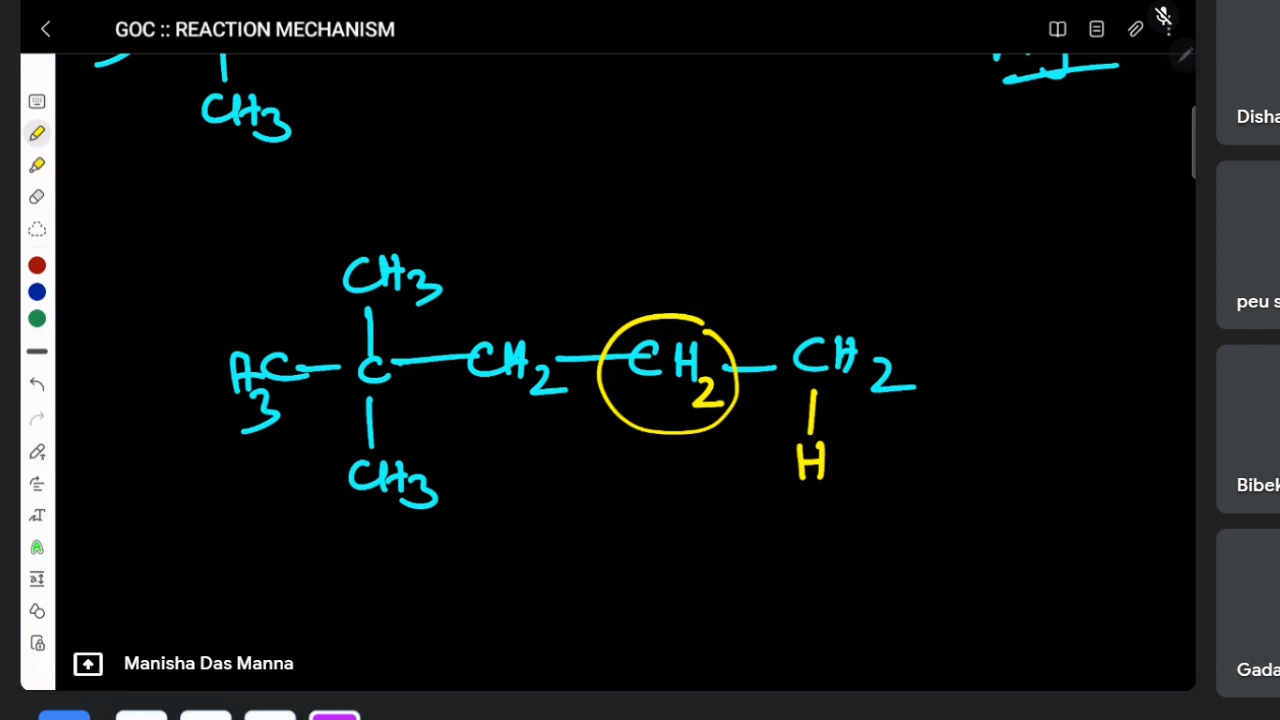 GOC :: REACTION MECHANISM
CH3
Disha
CH3
peu s
H3C-C-CH2-CH2-CH2
H
CH3
Bibek
Manisha Das Manna
Gada